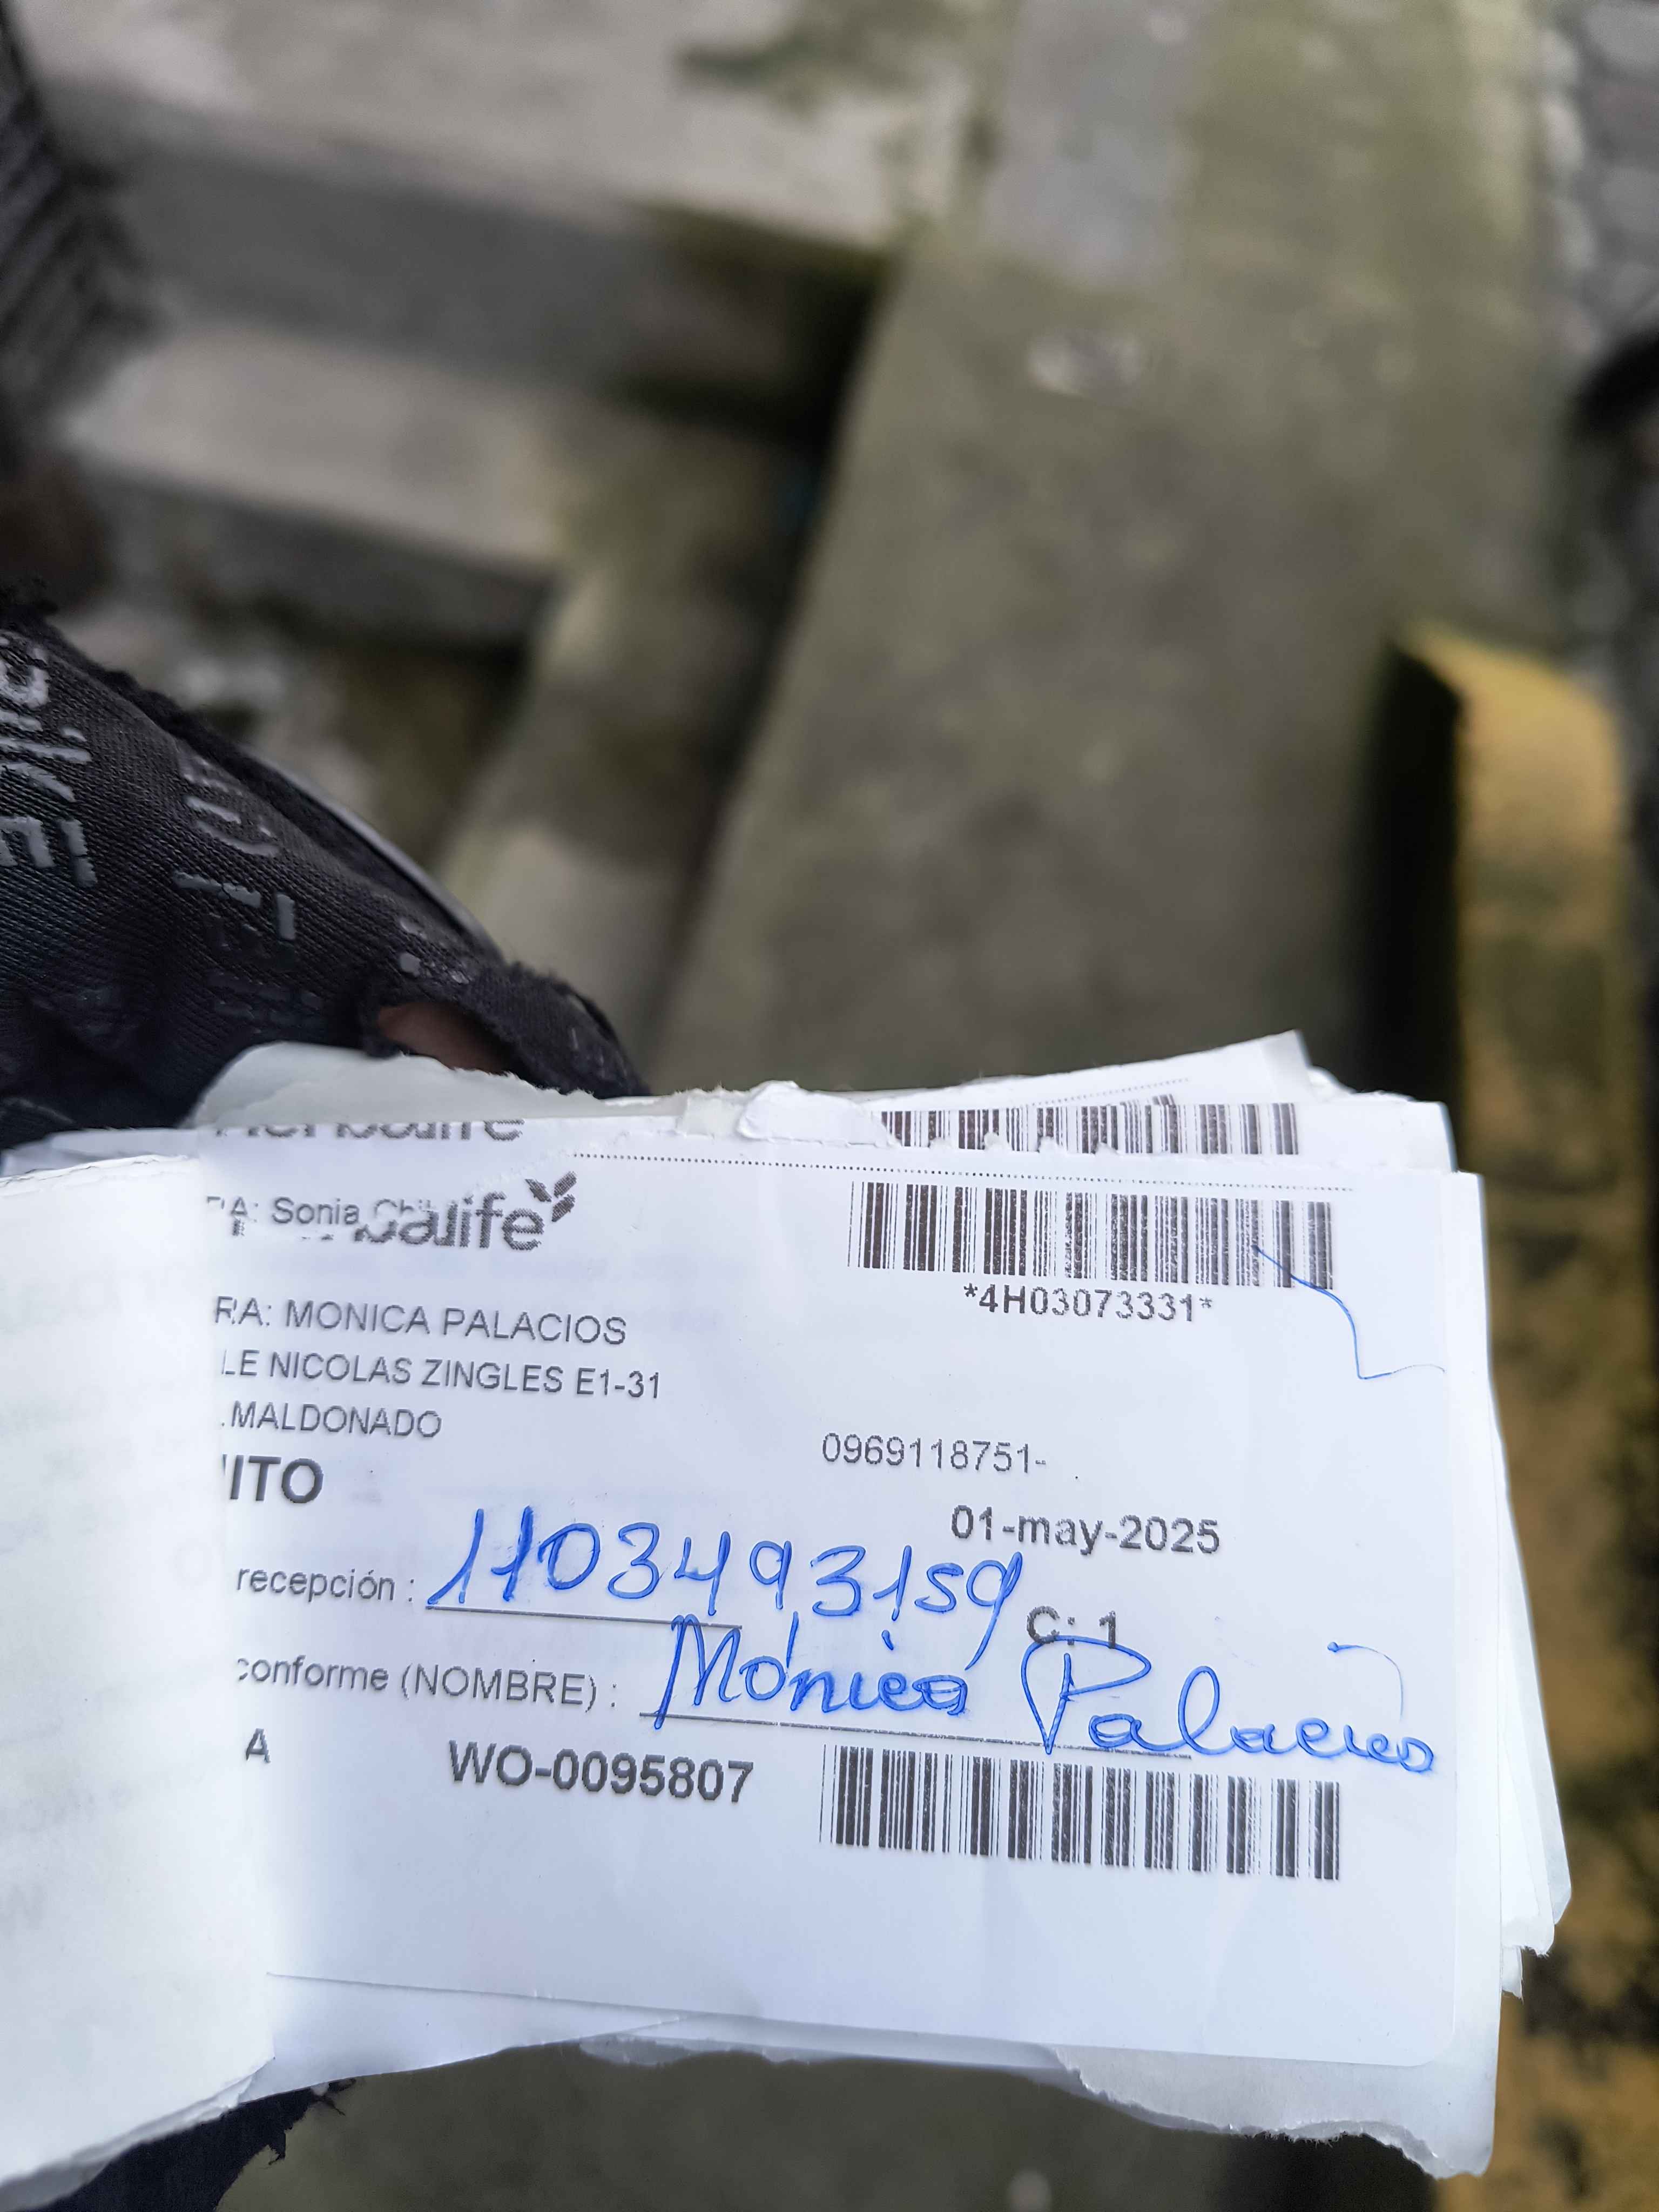 Herbalife
RA: Sonia
balife
*4H03073331*
RA: MONICA PALACIOS
LE NICOLAS ZINGLES E1-31
.MALDONADO
0969118751-
ITO
01-may-2025
recepción : 1103493159
C: 1
conforme (NOMBRE) : Mónica Palacios
A WO-0095807